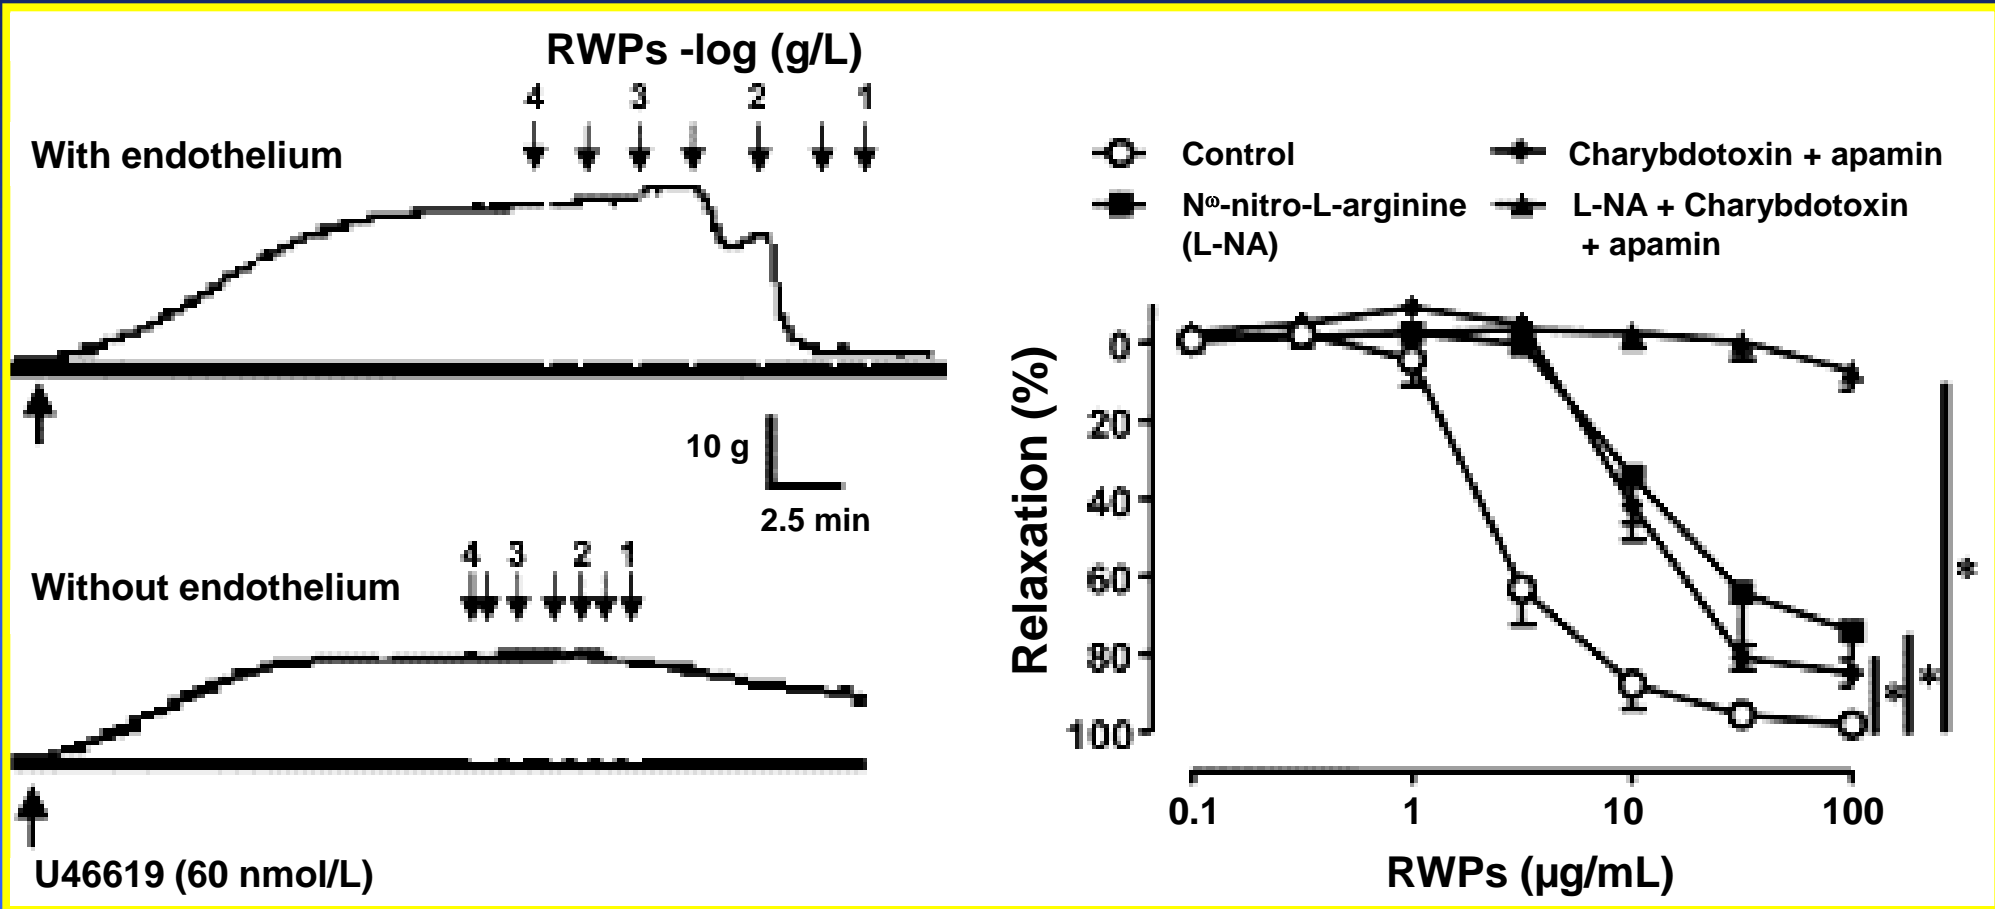 RWPs -log (g/L)
4 3 2 1
With endothelium
10 g
2.5 min
4 3 2 1
Without endothelium
U46619 (60 nmol/L)
Control
Charybdotoxin + apamin
Nω-nitro-L-arginine
(L-NA)
L-NA + Charybdotoxin
+ apamin
Relaxation (%)
0
20
40
60
80
100
*
*
*
0.1 1 10 100
RWPs (µg/mL)